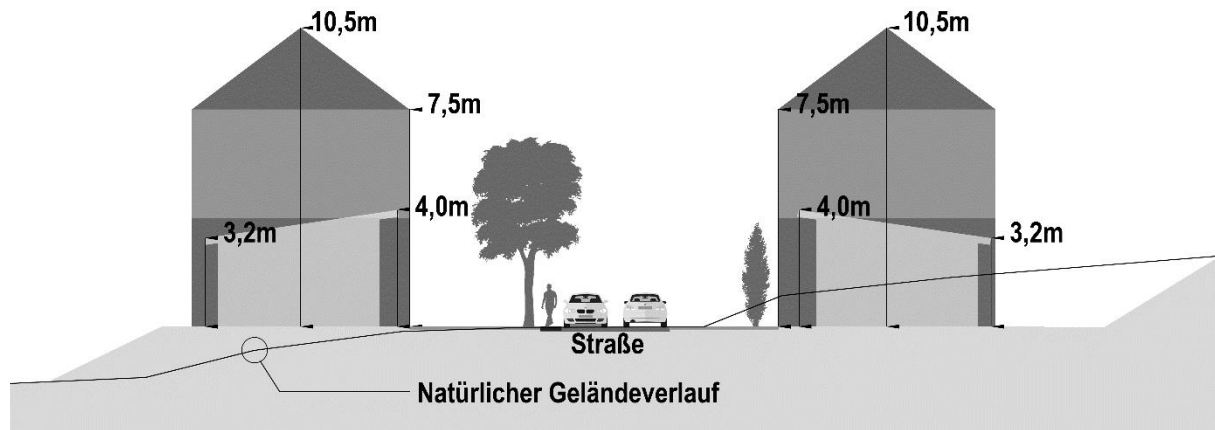 10,5m
10,5m
7,5m
7,5m
4,0m
4,0m
3,2m
3,2m
Straße
Natürlicher Geländeverlauf